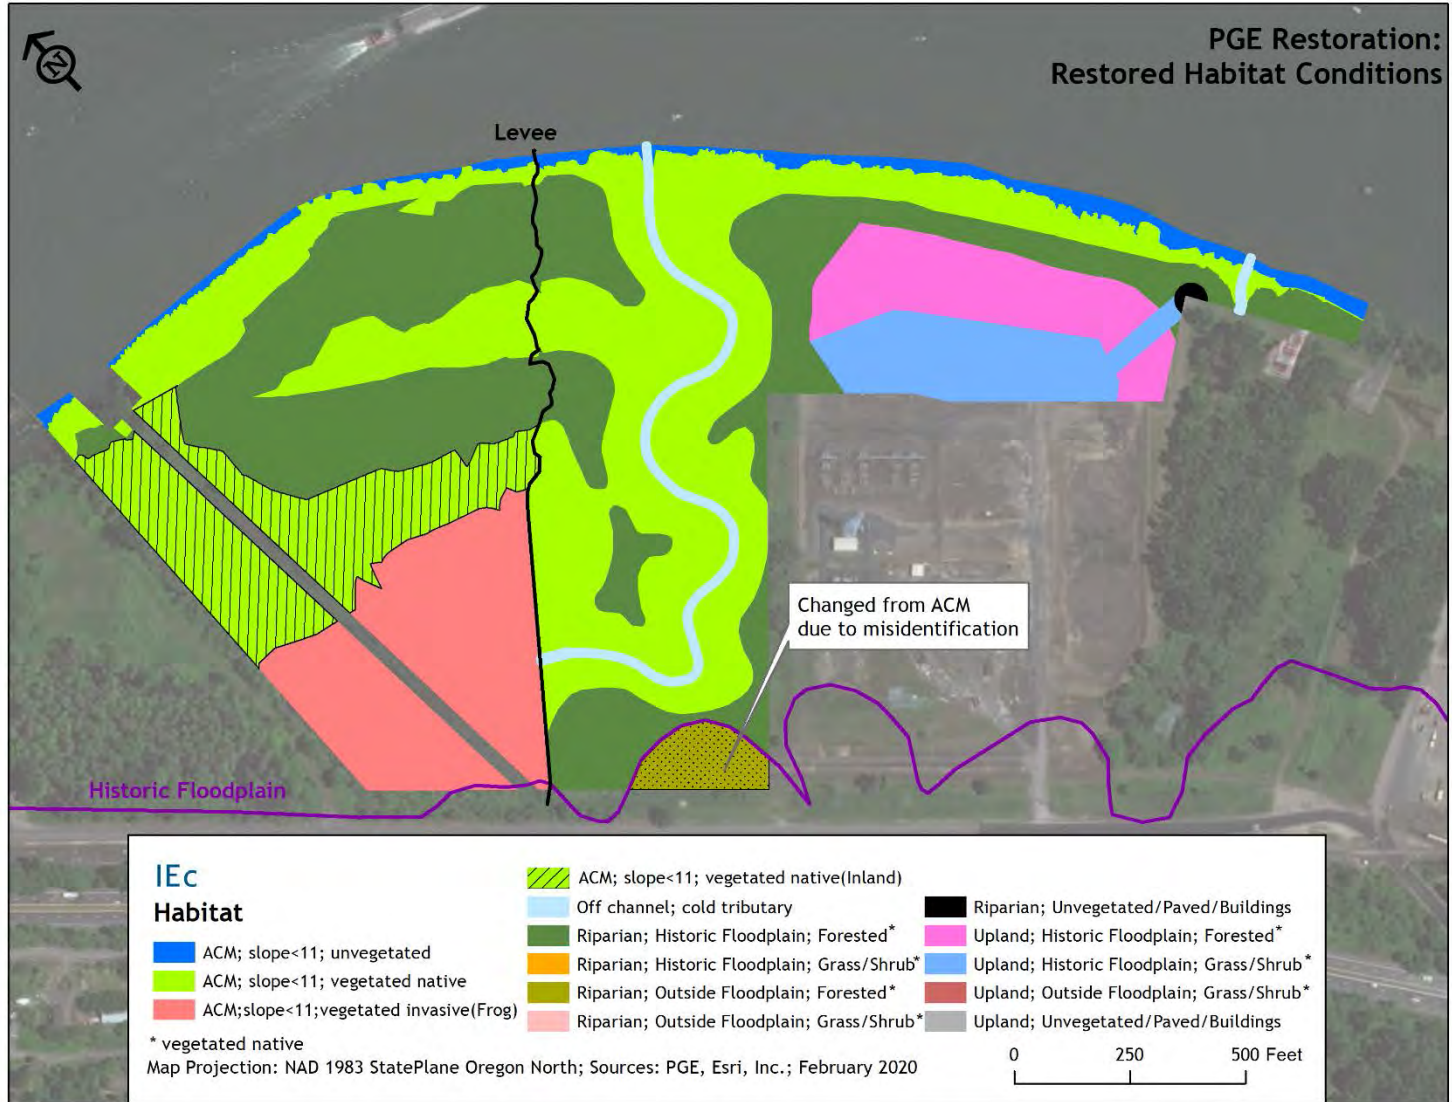 PGE Restoration:
Restored Habitat Conditions
N
Levee
Changed from ACM
due to misidentification
Historic Floodplain
IEc
Habitat
ACM; slope<11; unvegetated
ACM; slope<11; vegetated native
ACM;slope<11;vegetated invasive(Frog)
* vegetated native
ACM; slope<11; vegetated native(Inland)
Off channel; cold tributary
Riparian; Historic Floodplain; Forested*
Riparian; Historic Floodplain; Grass/Shrub*
Riparian; Outside Floodplain; Forested*
Riparian; Outside Floodplain; Grass/Shrub*
Riparian; Unvegetated/Paved/Buildings
Upland; Historic Floodplain; Forested*
Upland; Historic Floodplain; Grass/Shrub*
Upland; Outside Floodplain; Grass/Shrub*
Upland; Unvegetated/Paved/Buildings
Map Projection: NAD 1983 StatePlane Oregon North; Sources: PGE, Esri, Inc.; February 2020
0 250 500 Feet